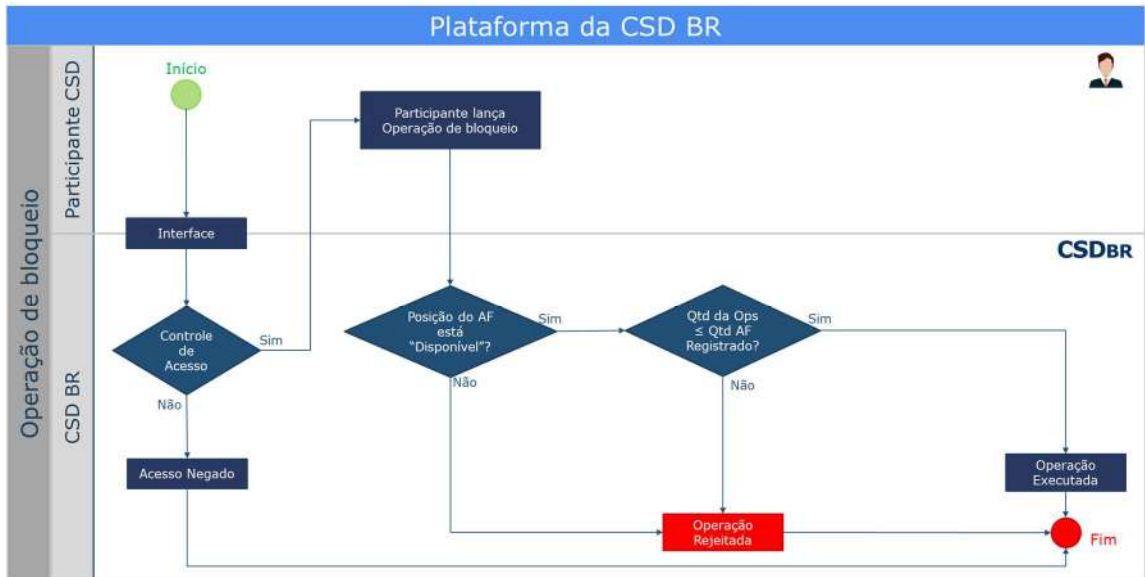 Plataforma da CSD BR
Operação de bloqueio
Participante CSD
Início
Participante lança
Operação de bloqueio
Interface
CSD BR
CSDBR
Controle
de
Acesso
Sim
Não
Posição do AF
está
“Disponível”?
Sim
Não
Qtd da Ops
≤ Qtd AF
Registrado?
Sim
Não
Acesso Negado
Operação
Executada
Operação
Rejeitada
Fim